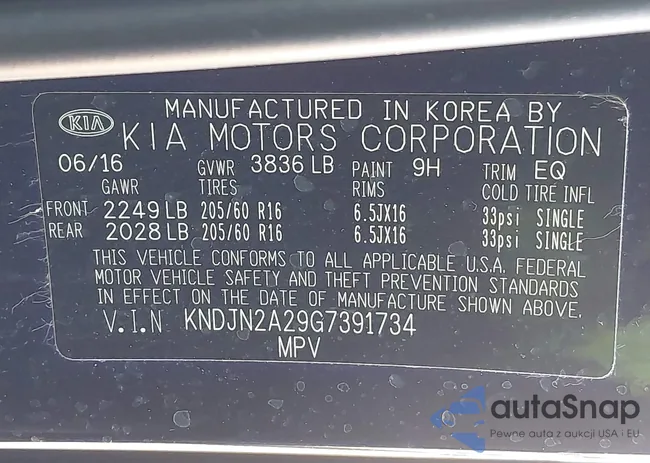 MANUFACTURED IN KOREA BY
KIA KIA MOTORS CORPORATION
06/16 GVWR 3836 LB PAINT 9H TRIM EQ
GAWR TIRES RIMS COLD TIRE INFL
FRONT 2249 LB 205/60 R16 6.5JX16 33psi SINGLE
REAR 2028 LB 205/60 R16 6.5JX16 33psi SINGLE
THIS VEHICLE CONFORMS TO ALL APPLICABLE U.S.A. FEDERAL
MOTOR VEHICLE SAFETY AND THEFT PREVENTION STANDARDS
IN EFFECT ON THE DATE OF MANUFACTURE SHOWN ABOVE.
V.I.N KNDJN2A29G7391734
MPV
autaSnap
Pewne auta z aukcji USA i EU